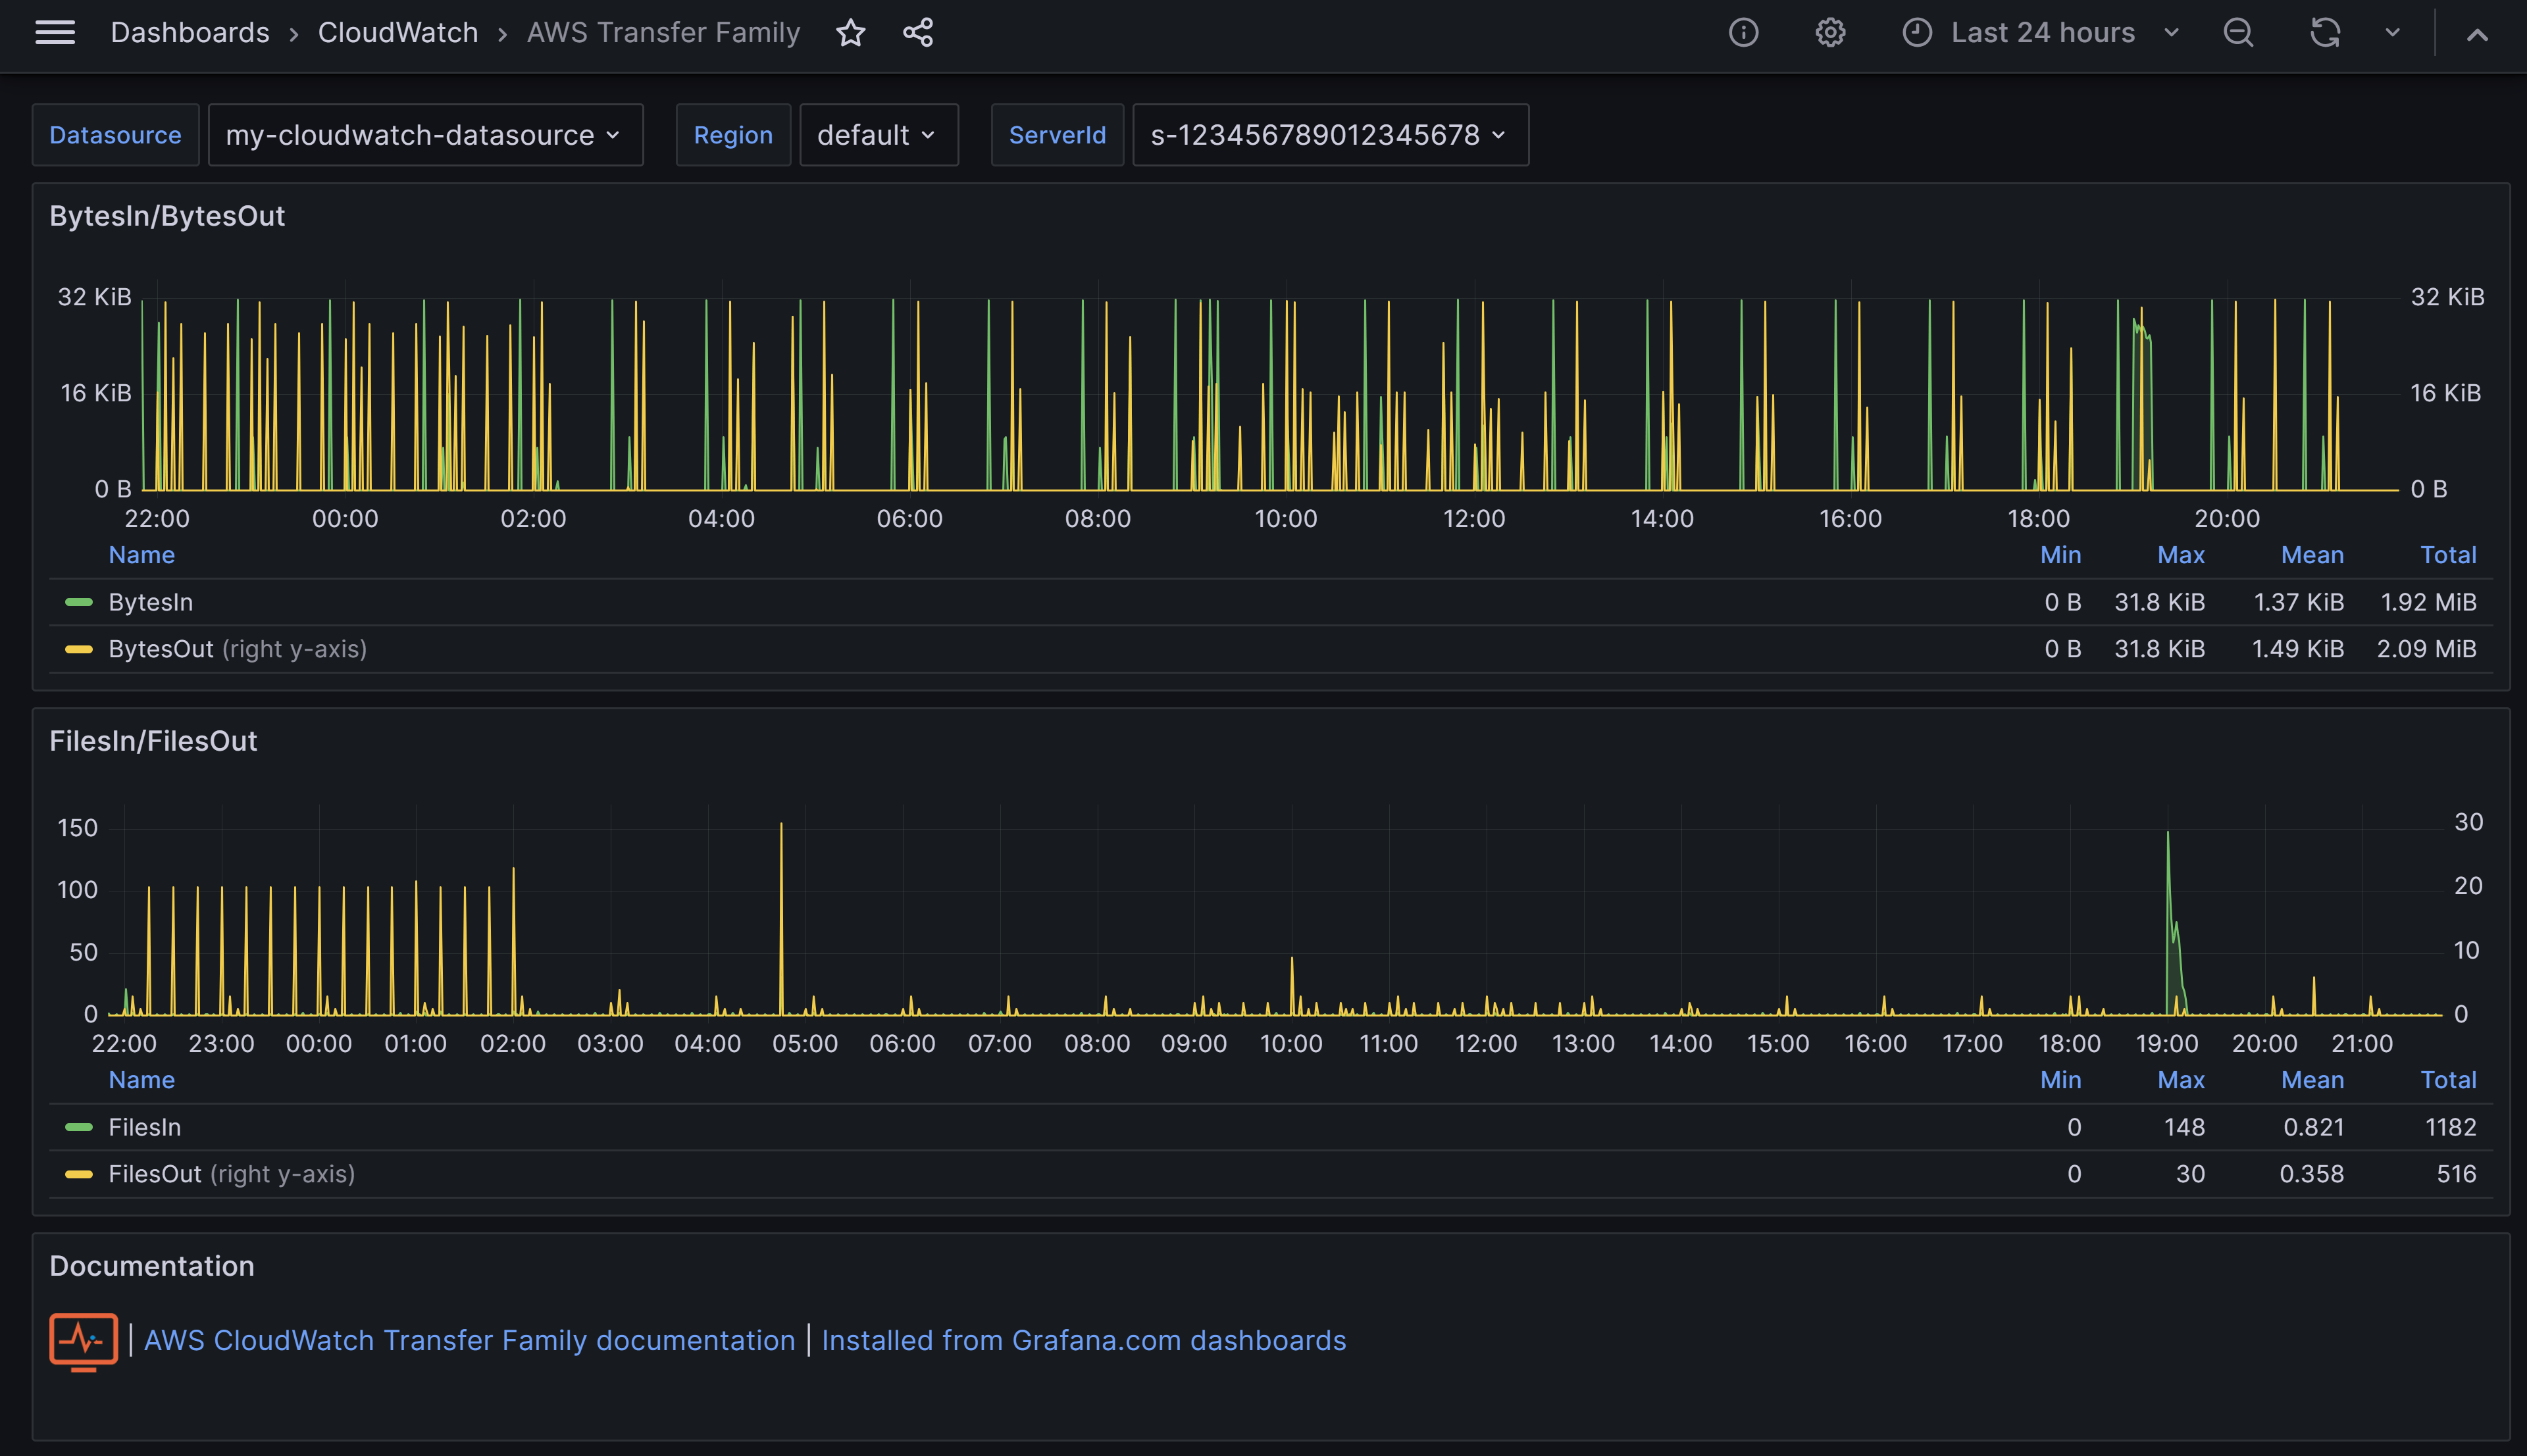 Dashboards › CloudWatch › AWS Transfer Family Last 24 hours
Datasource my-cloudwatch-datasource Region default ServerId s-123456789012345678
BytesIn/BytesOut
32 KiB 32 KiB
16 KiB 16 KiB
0 B 0 B
22:00 00:00 02:00 04:00 06:00 08:00 10:00 12:00 14:00 16:00 18:00 20:00
Name Min Max Mean Total
BytesIn 0 B 31.8 KiB 1.37 KiB 1.92 MiB
BytesOut (right y-axis) 0 B 31.8 KiB 1.49 KiB 2.09 MiB
FilesIn/FilesOut
150 30
100 20
50 10
0 0
22:00 23:00 00:00 01:00 02:00 03:00 04:00 05:00 06:00 07:00 08:00 09:00 10:00 11:00 12:00 13:00 14:00 15:00 16:00 17:00 18:00 19:00 20:00 21:00
Name Min Max Mean Total
FilesIn 0 148 0.821 1182
FilesOut (right y-axis) 0 30 0.358 516
Documentation
| AWS CloudWatch Transfer Family documentation | Installed from Grafana.com dashboards